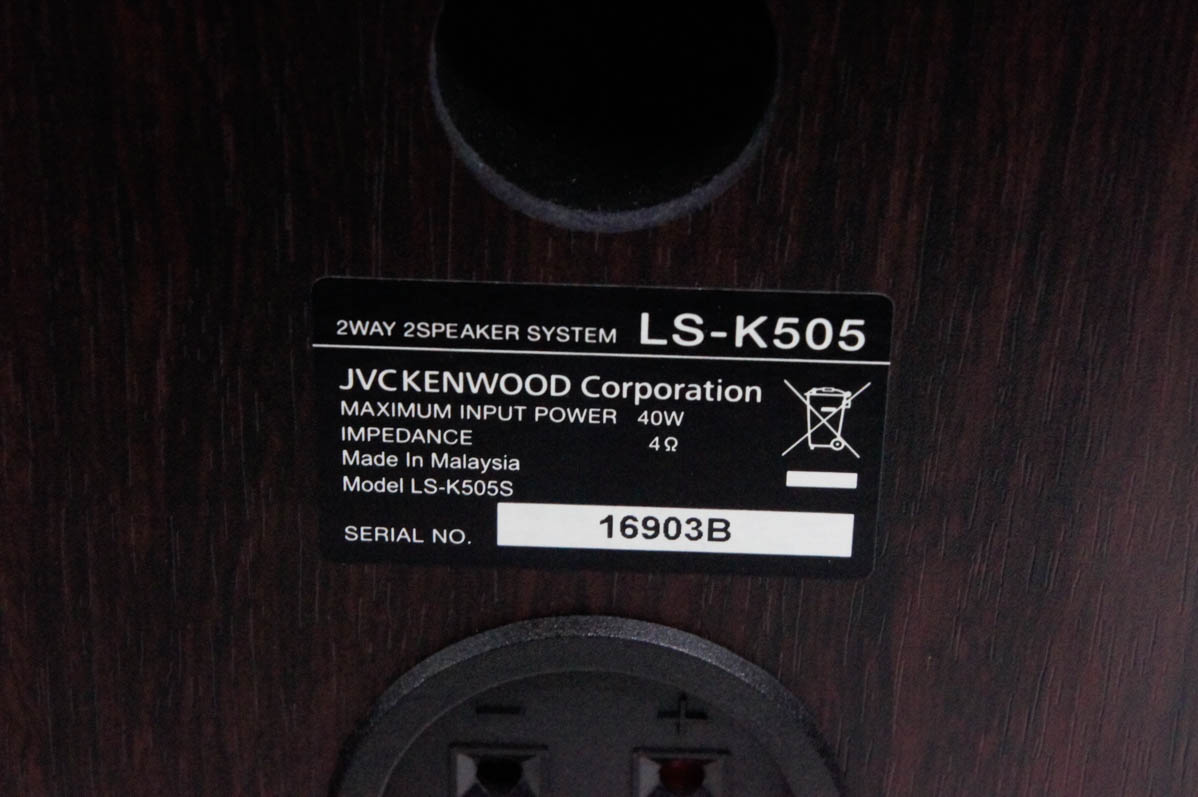 2WAY 2SPEAKER SYSTEM LS-K505
JVCKENWOOD Corporation
MAXIMUM INPUT POWER 40W
IMPEDANCE 4Ω
Made In Malaysia
Model LS-K505S
SERIAL NO. 16903B
− +